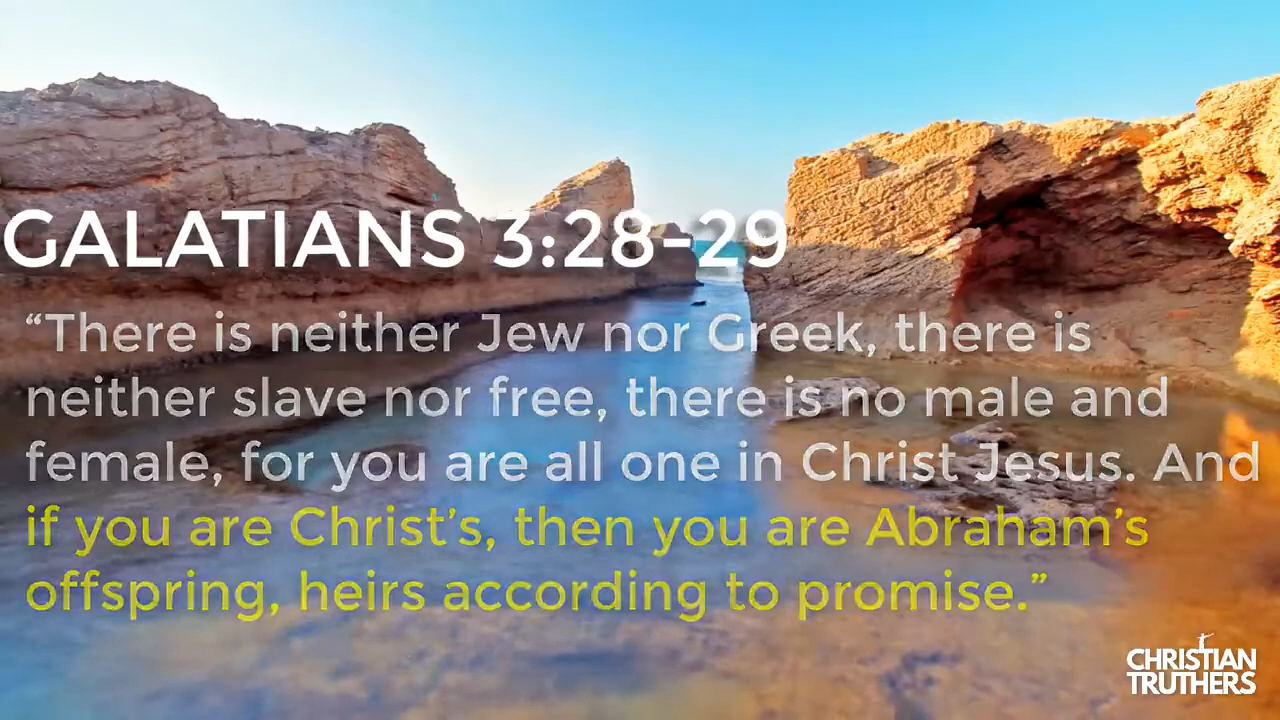 GALATIANS 3:28-29
“There is neither Jew nor Greek, there is
neither slave nor free, there is no male and
female, for you are all one in Christ Jesus. And
if you are Christ’s, then you are Abraham’s
offspring, heirs according to promise.”
CHRISTIAN
TRUTHERS